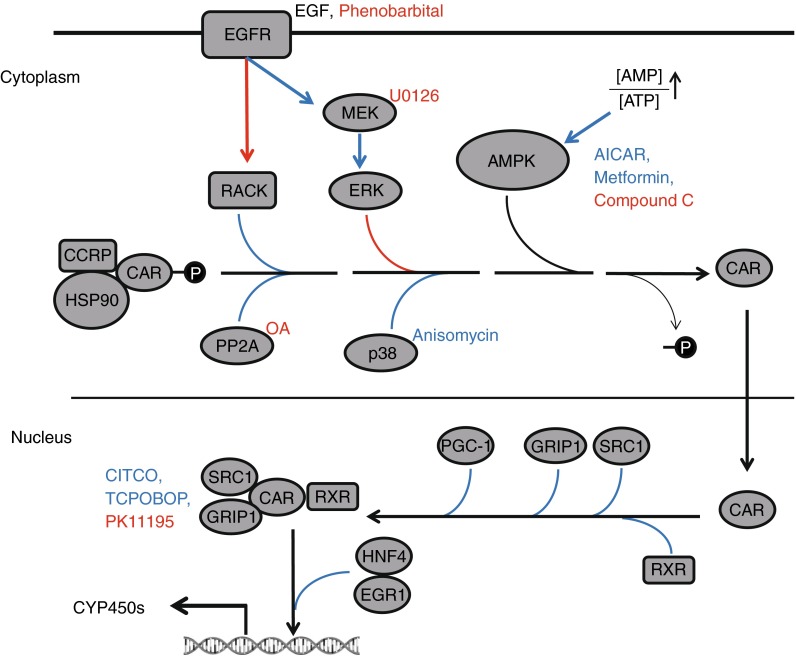 EGF, Phenobarbital
EGFR
Cytoplasm
[AMP]
[ATP]
U0126
MEK
AMPK
AICAR,
Metformin,
Compound C
RACK
ERK
CCRP
CAR
P
HSP90
CAR
OA
PP2A
Anisomycin
p38
P
Nucleus
PGC-1
GRIP1
SRC1
CITCO,
TCPOBOP,
PK11195
SRC1
CAR
RXR
GRIP1
CAR
RXR
HNF4
EGR1
CYP450s